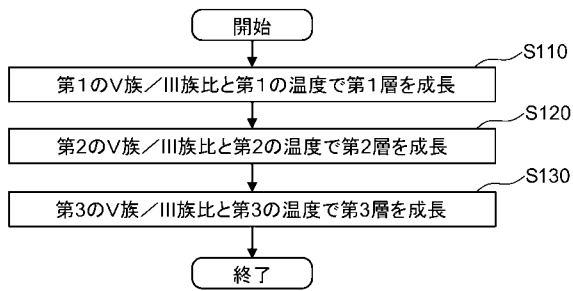 開始
S110
第1のV族／III族比と第1の温度で第1層を成長
S120
第2のV族／III族比と第2の温度で第2層を成長
S130
第3のV族／III族比と第3の温度で第3層を成長
終了